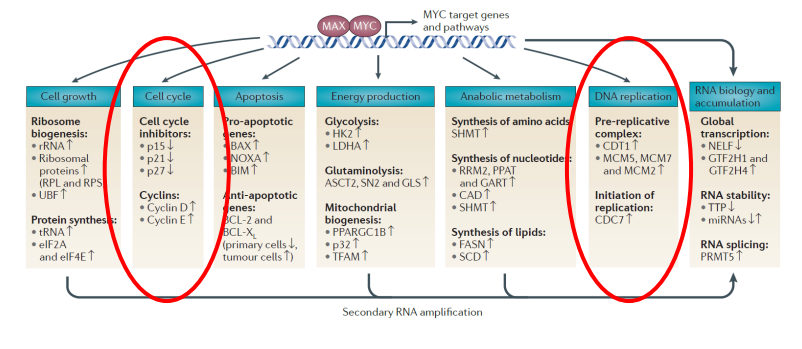 MAX MYC
MYC target genes
and pathways
Cell growth
Ribosome
biogenesis:
• rRNA↑
• Ribosomal
proteins↑
(RPL and RPS)
• UBF↑
Protein synthesis:
• tRNA↑
• eIF2A
and eIF4E↑
Cell cycle
Cell cycle
inhibitors:
• p15↓
• p21↓
• p27↓
Cyclins:
• Cyclin D↑
• Cyclin E↑
Apoptosis
Pro-apoptotic
genes:
• BAX↑
• NOXA↑
• BIM↑
Anti-apoptotic
genes:
BCL-2 and
BCL-XL
(primary cells↓,
tumour cells↑)
Energy production
Glycolysis:
• HK2↑
• LDHA↑
Glutaminolysis:
ASCT2, SN2 and GLS↑
Mitochondrial
biogenesis:
• PPARGC1B↑
• p32↑
• TFAM↑
Anabolic metabolism
Synthesis of amino acids:
SHMT↑
Synthesis of nucleotides:
• RRM2, PPAT
and GART↑
• CAD↑
• SHMT↑
Synthesis of lipids:
• FASN↑
• SCD↑
DNA replication
Pre-replicative
complex:
• CDT1↑
• MCM5, MCM7
and MCM2↑
Initiation of
replication:
CDC7↑
RNA biology and
accumulation
Global
transcription:
• NELF↓
• GTF2H1 and
GTF2H4↑
RNA stability:
• TTP↓
• miRNAs↓↑
RNA splicing:
PRMT5↑
Secondary RNA amplification